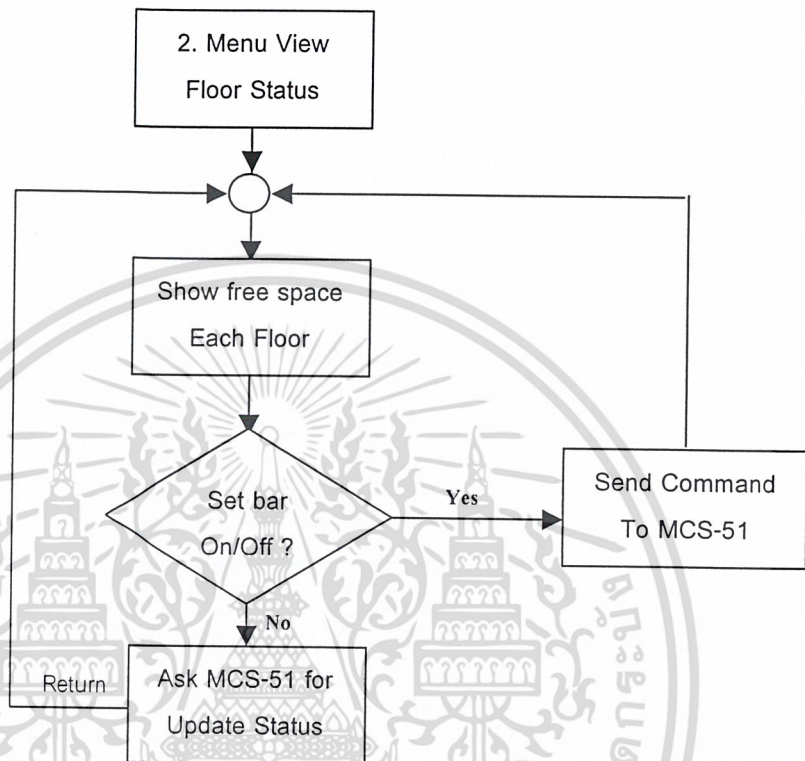 2. Menu View
Floor Status
Show free space
Each Floor
Set bar
On/Off ?
Yes
Send Command
To MCS-51
No
Return
Ask MCS-51 for
Update Status